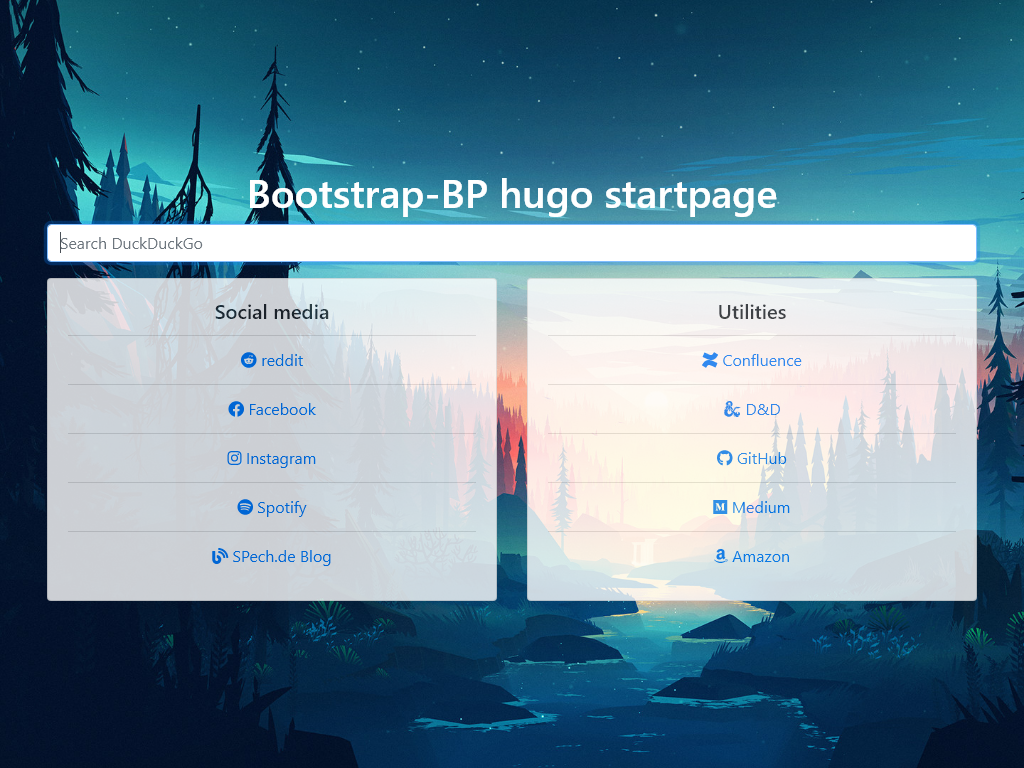 Bootstrap-BP hugo startpage
Search DuckDuckGo
Social media
reddit
Facebook
Instagram
Spotify
SPech.de Blog
Utilities
Confluence
D&D
GitHub
Medium
Amazon